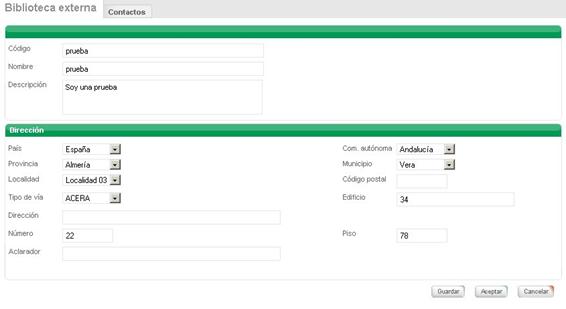 Biblioteca externa Contactos
Código prueba
Nombre prueba
Descripción Soy una prueba
Dirección
País España Com. autónoma Andalucía
Provincia Almería Municipio Vera
Localidad Localidad 03 Código postal
Tipo de vía ACERA Edificio 34
Dirección
Número 22 Piso 78
Aclarador
Guardar Aceptar Cancelar